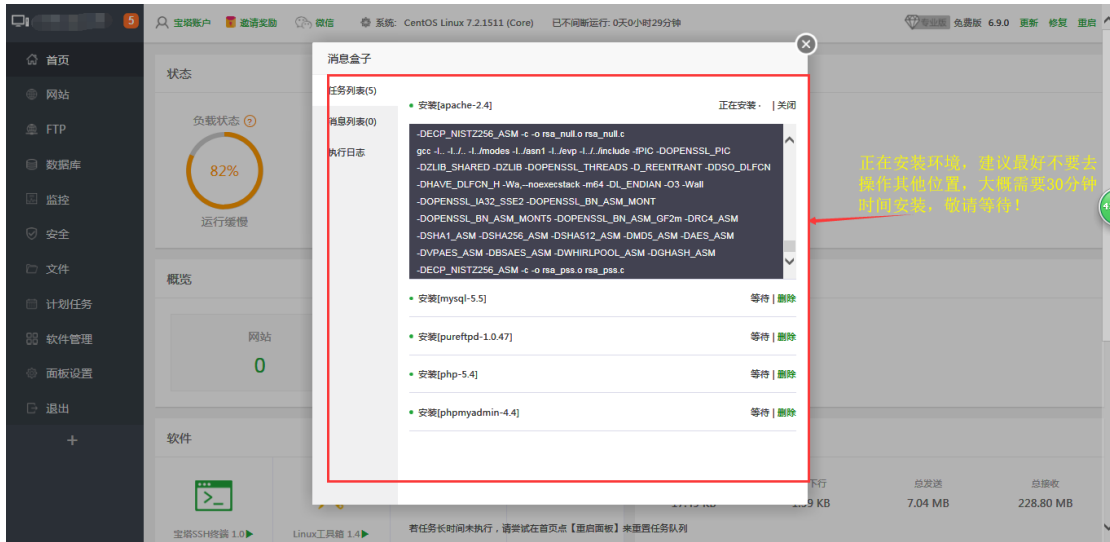 5
宝塔账户
邀请奖励
微信
系统: CentOS Linux 7.2.1511 (Core)
已不间断运行: 0天0小时29分钟
专业版
免费版
6.9.0
更新
修复
重启
首页
网站
FTP
数据库
监控
安全
文件
计划任务
软件管理
面板设置
退出
+
状态
负载状态 ?
82%
运行缓慢
概览
网站
0
软件
宝塔SSH终端 1.0
Linux工具箱 1.4
消息盒子
任务列表(5)
消息列表(0)
执行日志
安装[apache-2.4]
正在安装· | 关闭
-DECP_NISTZ256_ASM -c -o rsa_null.o rsa_null.c
gcc -I.. -I../.. -I../modes -I../asn1 -I../evp -I../../include -fPIC -DOPENSSL_PIC
-DZLIB_SHARED -DZLIB -DOPENSSL_THREADS -D_REENTRANT -DDSO_DLFCN
-DHAVE_DLFCN_H -Wa,--noexecstack -m64 -DL_ENDIAN -O3 -Wall
-DOPENSSL_IA32_SSE2 -DOPENSSL_BN_ASM_MONT
-DOPENSSL_BN_ASM_MONT5 -DOPENSSL_BN_ASM_GF2m -DRC4_ASM
-DSHA1_ASM -DSHA256_ASM -DSHA512_ASM -DMD5_ASM -DAES_ASM
-DVPAES_ASM -DBSAES_ASM -DWHIRLPOOL_ASM -DGHASH_ASM
-DECP_NISTZ256_ASM -c -o rsa_pss.o rsa_pss.c
安装[mysql-5.5]
等待 | 删除
安装[pureftpd-1.0.47]
等待 | 删除
安装[php-5.4]
等待 | 删除
安装[phpmyadmin-4.4]
等待 | 删除
若任务长时间未执行，请尝试在首页点【重启面板】来重置任务队列
正在安装环境，建议最好不要去
操作其他位置，大概需要30分钟
时间安装，敬请等待！
下行
总发送
总接收
7.04 MB
228.80 MB